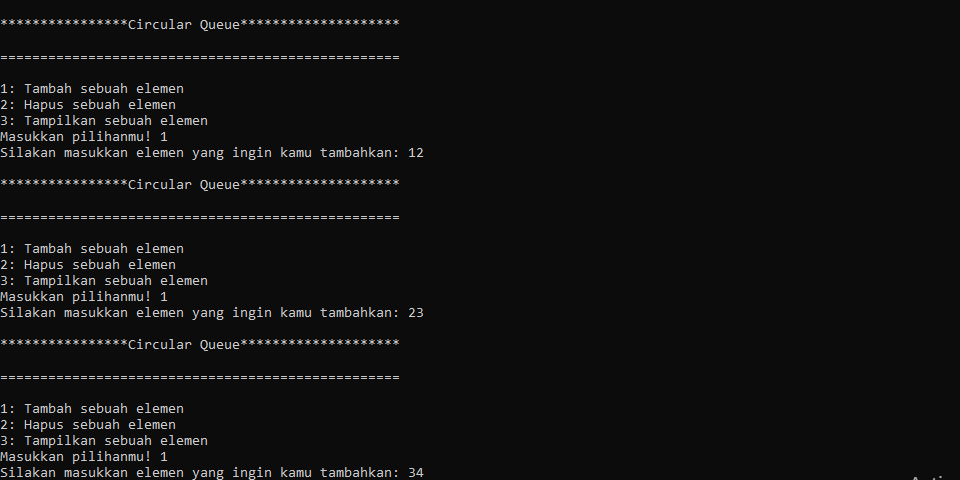 ****************Circular Queue********************
==================================================
1: Tambah sebuah elemen
2: Hapus sebuah elemen
3: Tampilkan sebuah elemen
Masukkan pilihanmu! 1
Silakan masukkan elemen yang ingin kamu tambahkan: 12
****************Circular Queue********************
==================================================
1: Tambah sebuah elemen
2: Hapus sebuah elemen
3: Tampilkan sebuah elemen
Masukkan pilihanmu! 1
Silakan masukkan elemen yang ingin kamu tambahkan: 23
****************Circular Queue********************
==================================================
1: Tambah sebuah elemen
2: Hapus sebuah elemen
3: Tampilkan sebuah elemen
Masukkan pilihanmu! 1
Silakan masukkan elemen yang ingin kamu tambahkan: 34